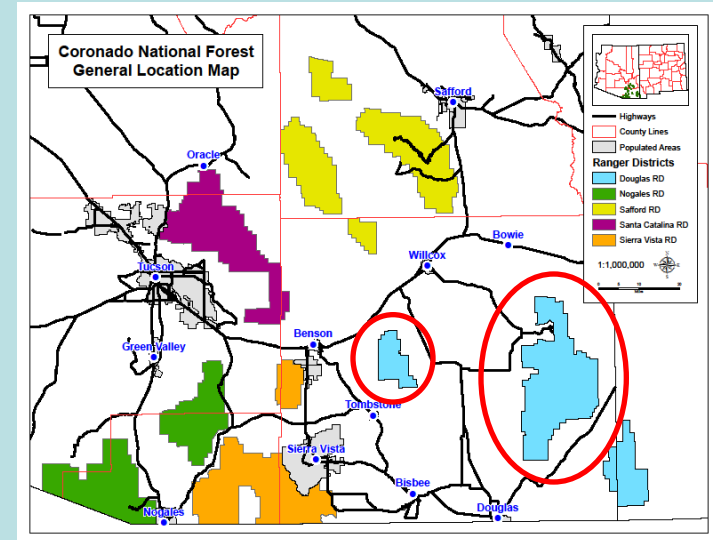 Coronado National Forest
General Location Map
Safford
Oracle
Bowie
Willcox
Tucson
Benson
Green Valley
Tombstone
Sierra Vista
Bisbee
Nogales
Douglas
Highways
County Lines
Populated Areas
Ranger Districts
Douglas RD
Nogales RD
Safford RD
Santa Catalina RD
Sierra Vista RD
1:1,000,000